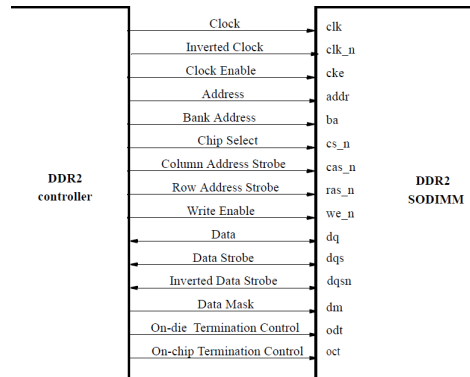 Clock clk
Inverted Clock clk_n
Clock Enable cke
Address addr
Bank Address ba
Chip Select cs_n
Column Address Strobe cas_n
DDR2
controller
Row Address Strobe ras_n
DDR2
SODIMM
Write Enable we_n
Data dq
Data Strobe dqs
Inverted Data Strobe dqsn
Data Mask dm
On-die Termination Control odt
On-chip Termination Control oct